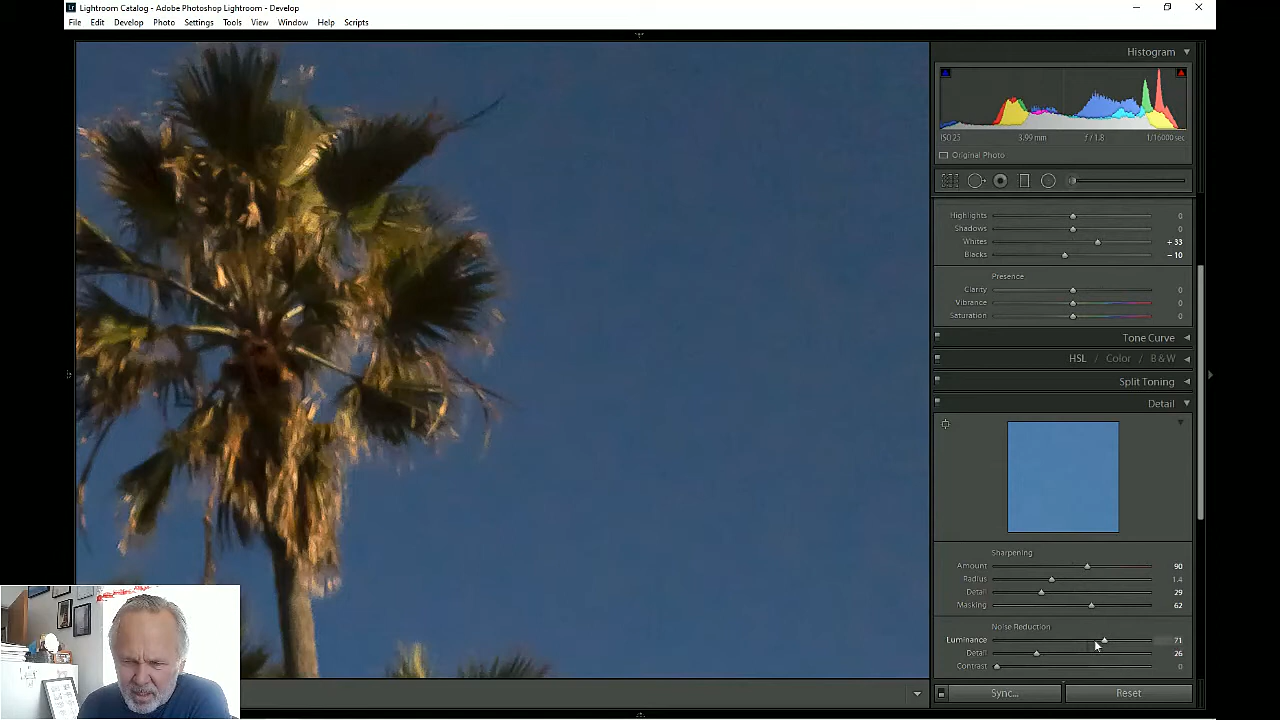 Lightroom Catalog - Adobe Photoshop Lightroom - Develop
File Edit Develop Photo Settings Tools View Window Help Scripts
Histogram
ISO 25 3.99 mm f / 1.8 1/16000 sec
Original Photo
Highlights 0
Shadows 0
Whites + 33
Blacks – 10
Presence
Clarity 0
Vibrance 0
Saturation 0
Tone Curve
HSL / Color / B & W
Split Toning
Detail
Sharpening
Amount 90
Radius 1.4
Detail 29
Masking 62
Noise Reduction
Luminance 71
Detail 26
Contrast 0
Sync... Reset